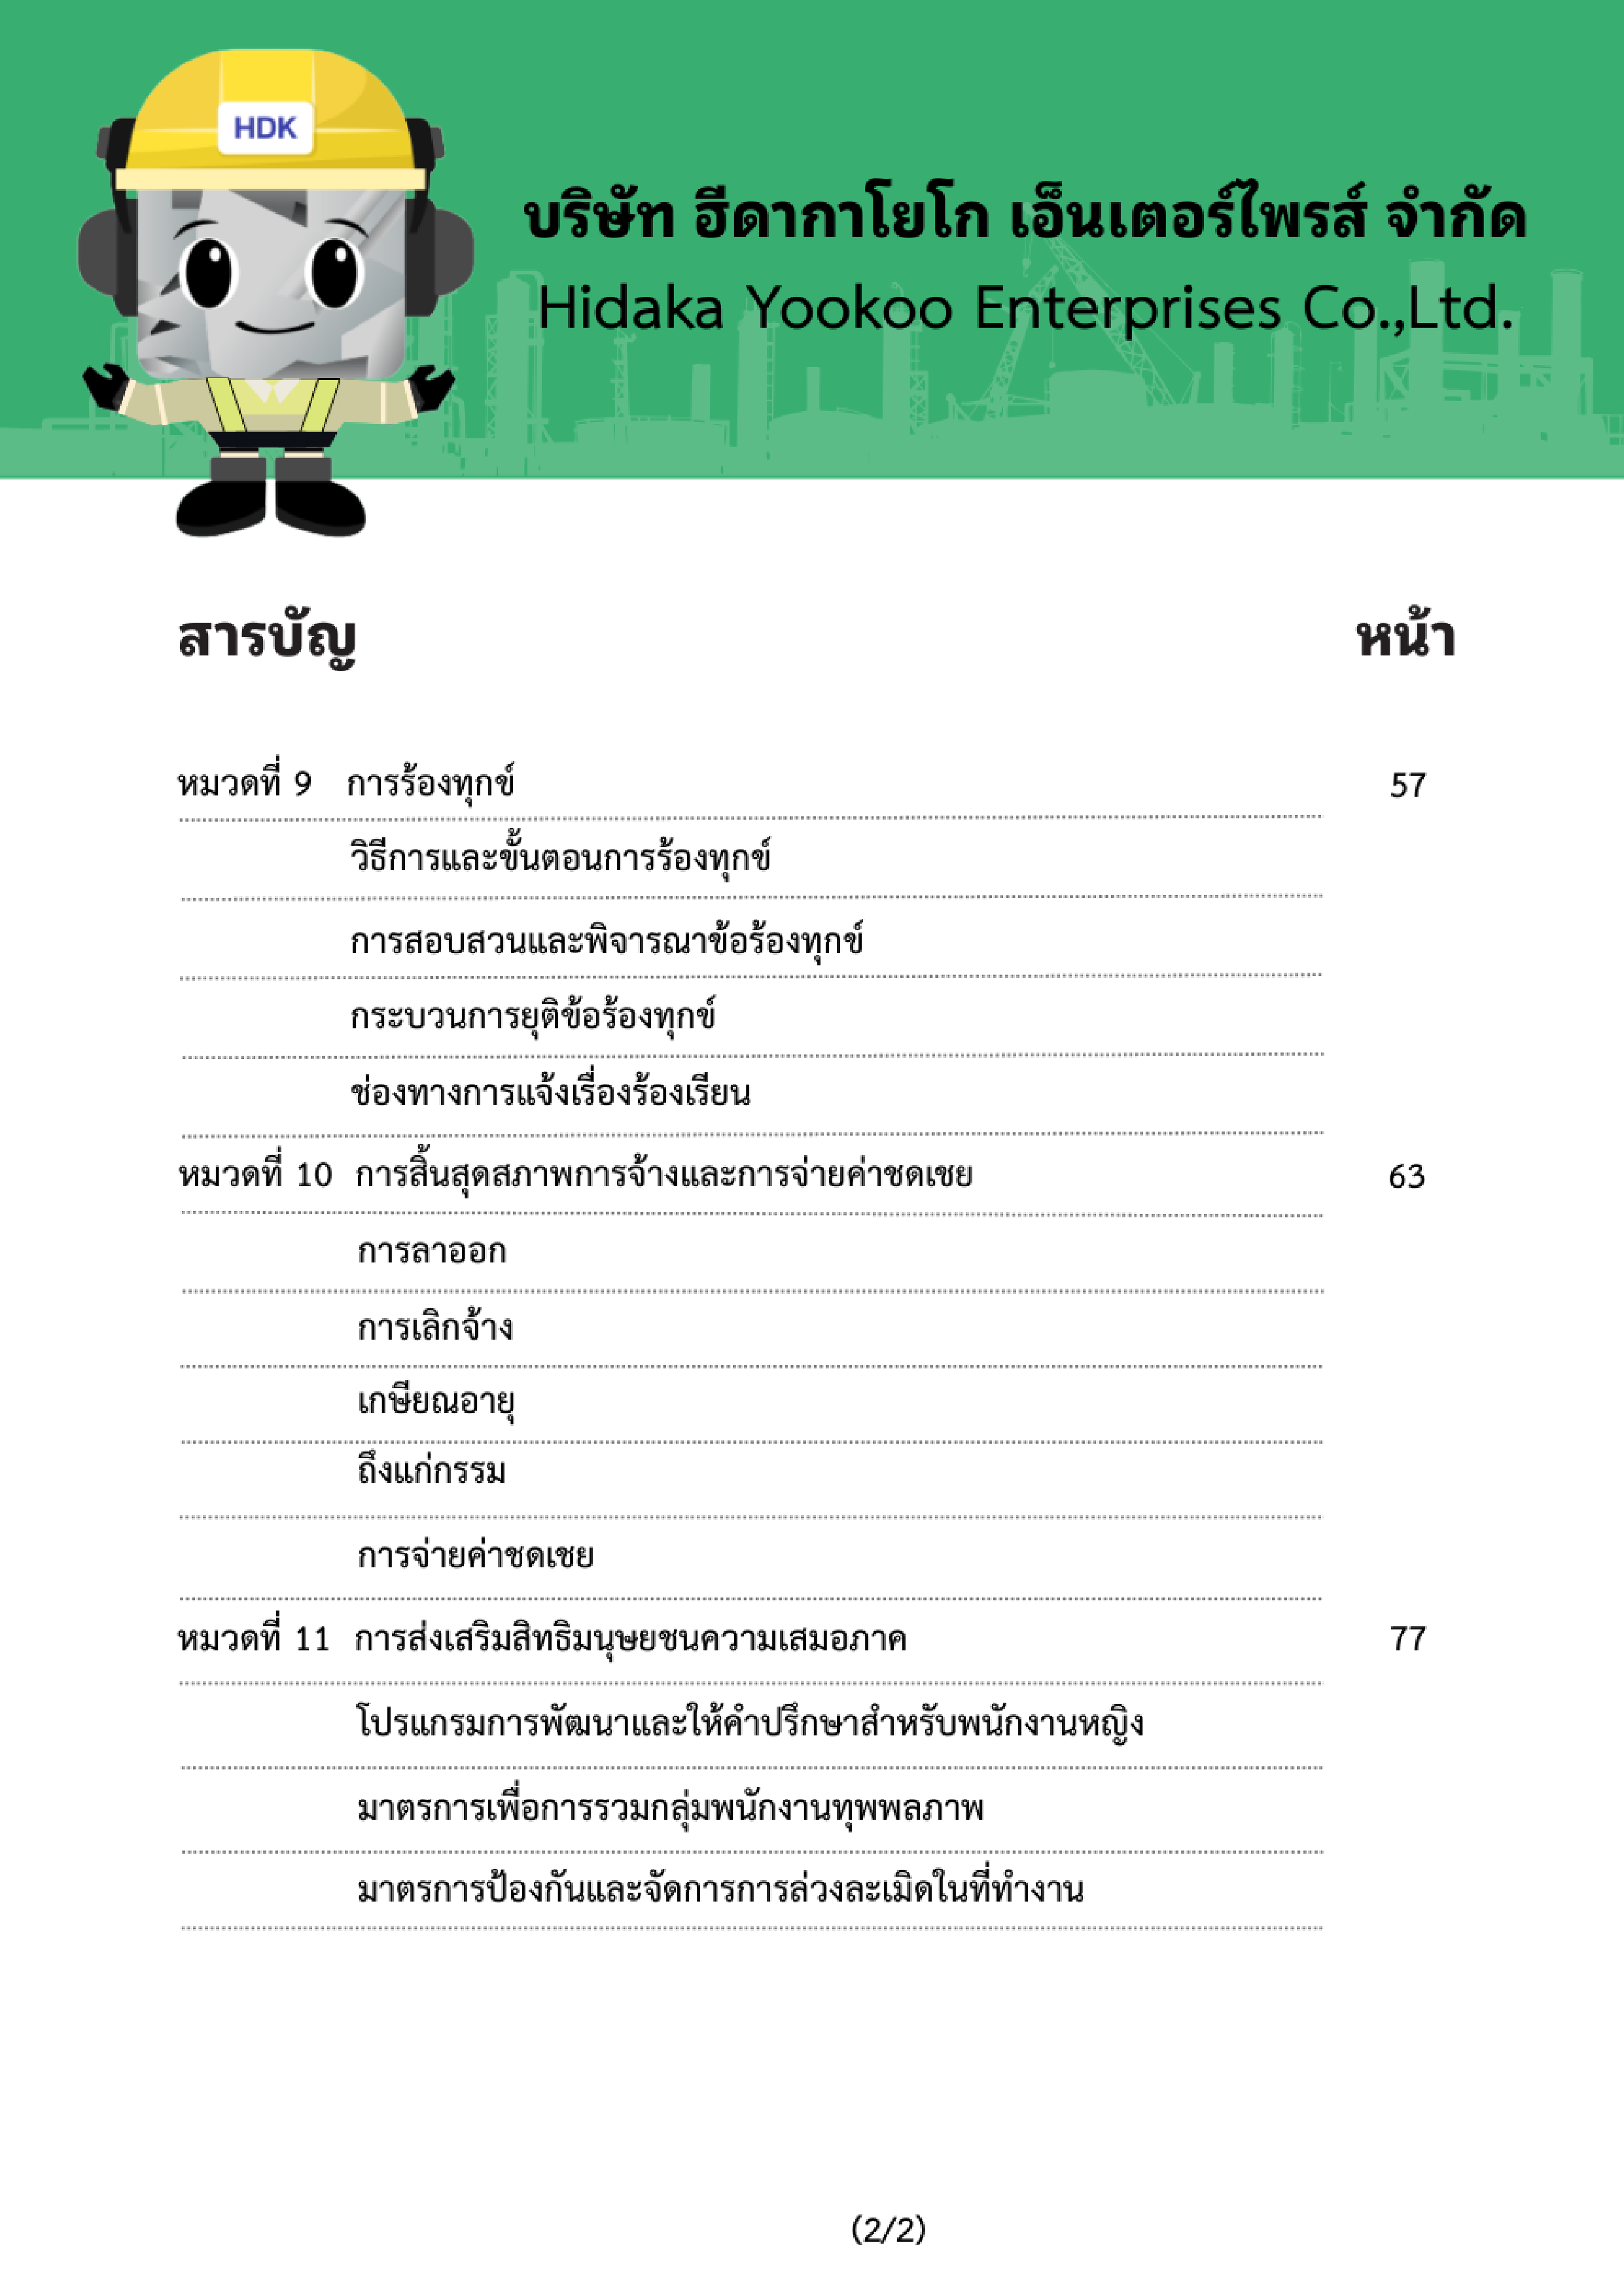 HDK
บริษัท ฮีดากาโยโก เอ็นเตอร์ไพรส์ จำกัด
Hidaka Yookoo Enterprises Co.,Ltd.
สารบัญ หน้า
หมวดที่ 9 การร้องทุกข์ 57
วิธีการและขั้นตอนการร้องทุกข์
การสอบสวนและพิจารณาข้อร้องทุกข์
กระบวนการยุติข้อร้องทุกข์
ช่องทางการแจ้งเรื่องร้องเรียน
หมวดที่ 10 การสิ้นสุดสภาพการจ้างและการจ่ายค่าชดเชย 63
การลาออก
การเลิกจ้าง
เกษียณอายุ
ถึงแก่กรรม
การจ่ายค่าชดเชย
หมวดที่ 11 การส่งเสริมสิทธิมนุษยชนความเสมอภาค 77
โปรแกรมการพัฒนาและให้คำปรึกษาสำหรับพนักงานหญิง
มาตรการเพื่อการรวมกลุ่มพนักงานทุพพลภาพ
มาตรการป้องกันและจัดการการล่วงละเมิดในที่ทำงาน
(2/2)